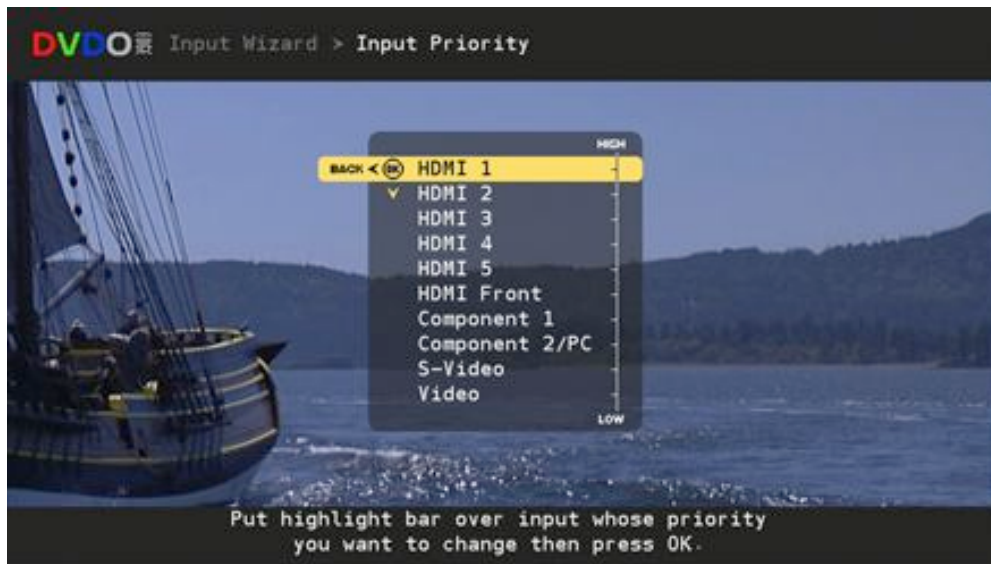 DVDO Input Wizard > Input Priority
HIGH
BACK < OK HDMI 1
HDMI 2
HDMI 3
HDMI 4
HDMI 5
HDMI Front
Component 1
Component 2/PC
S-Video
Video
LOW
Put highlight bar over input whose priority
you want to change then press OK.